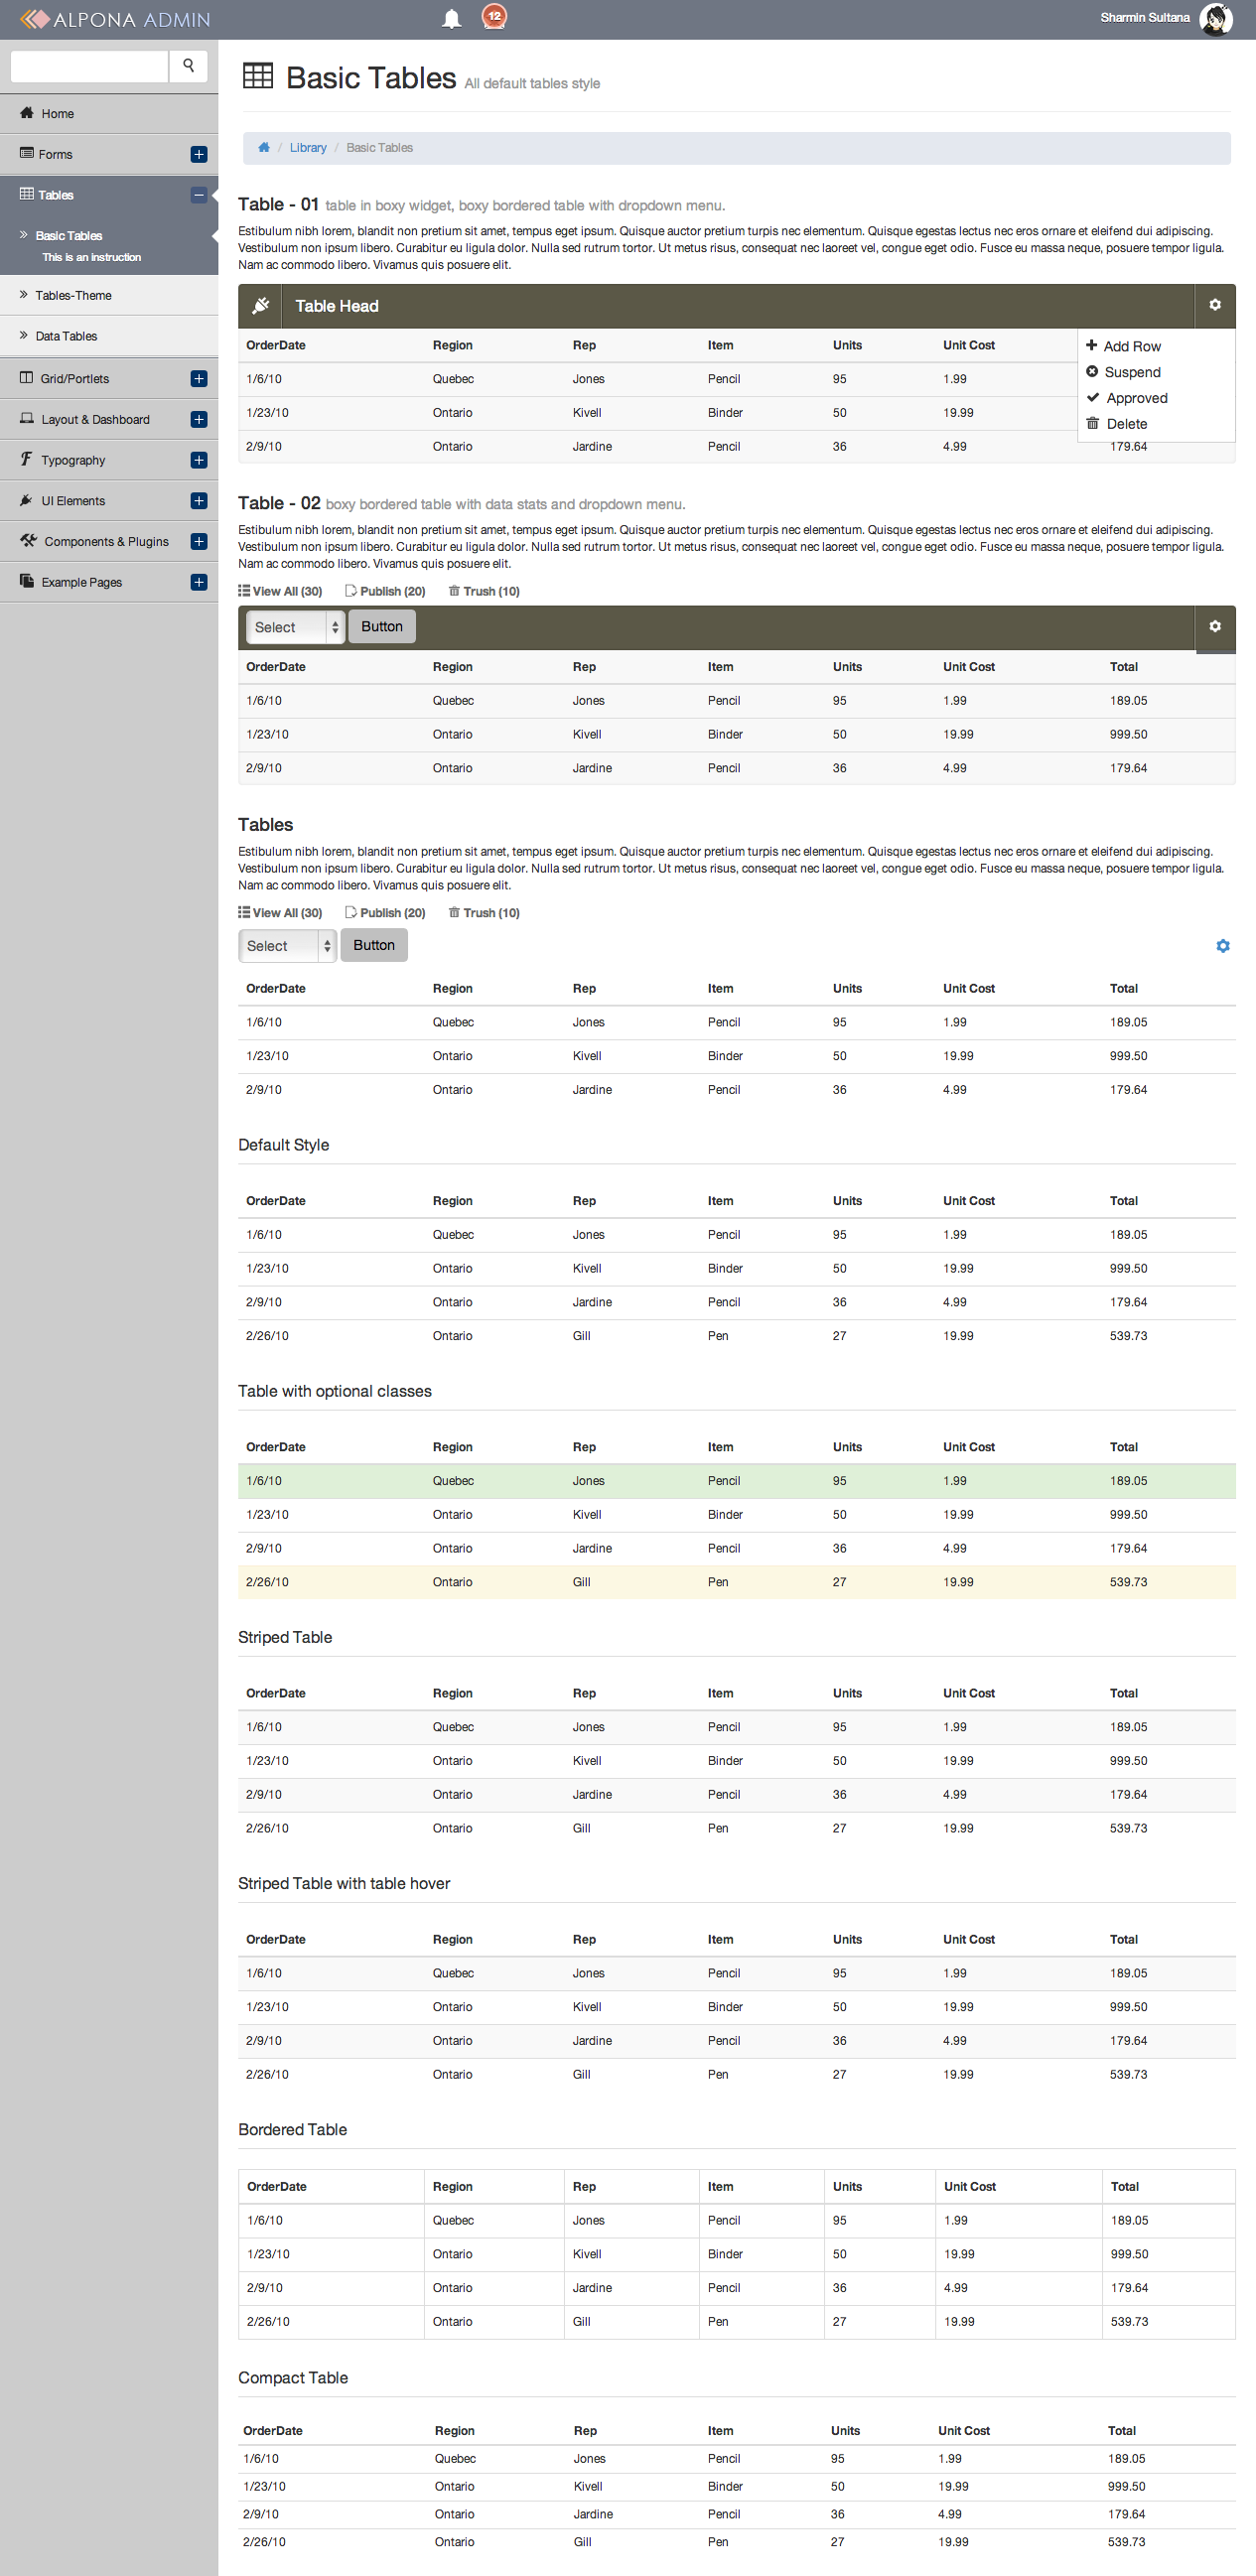 ALPONA ADMIN
12
Sharmin Sultana
Home
Forms
Tables
Basic Tables
This is an instruction
Tables-Theme
Data Tables
Grid/Portlets
Layout & Dashboard
Typography
UI Elements
Components & Plugins
Example Pages
Basic Tables All default tables style
/ Library / Basic Tables
Table - 01 table in boxy widget, boxy bordered table with dropdown menu.
Estibulum nibh lorem, blandit non pretium sit amet, tempus eget ipsum. Quisque auctor pretium turpis nec elementum. Quisque egestas lectus nec eros ornare et eleifend dui adipiscing.
Vestibulum non ipsum libero. Curabitur eu ligula dolor. Nulla sed rutrum tortor. Ut metus risus, consequat nec laoreet vel, congue eget odio. Fusce eu massa neque, posuere tempor ligula.
Nam ac commodo libero. Vivamus quis posuere elit.
Table Head
OrderDate Region Rep Item Units Unit Cost
1/6/10 Quebec Jones Pencil 95 1.99
1/23/10 Ontario Kivell Binder 50 19.99
2/9/10 Ontario Jardine Pencil 36 4.99 179.64
Add Row
Suspend
Approved
Delete
Table - 02 boxy bordered table with data stats and dropdown menu.
Estibulum nibh lorem, blandit non pretium sit amet, tempus eget ipsum. Quisque auctor pretium turpis nec elementum. Quisque egestas lectus nec eros ornare et eleifend dui adipiscing.
Vestibulum non ipsum libero. Curabitur eu ligula dolor. Nulla sed rutrum tortor. Ut metus risus, consequat nec laoreet vel, congue eget odio. Fusce eu massa neque, posuere tempor ligula.
Nam ac commodo libero. Vivamus quis posuere elit.
View All (30) Publish (20) Trush (10)
Select Button
OrderDate Region Rep Item Units Unit Cost Total
1/6/10 Quebec Jones Pencil 95 1.99 189.05
1/23/10 Ontario Kivell Binder 50 19.99 999.50
2/9/10 Ontario Jardine Pencil 36 4.99 179.64
Tables
Estibulum nibh lorem, blandit non pretium sit amet, tempus eget ipsum. Quisque auctor pretium turpis nec elementum. Quisque egestas lectus nec eros ornare et eleifend dui adipiscing.
Vestibulum non ipsum libero. Curabitur eu ligula dolor. Nulla sed rutrum tortor. Ut metus risus, consequat nec laoreet vel, congue eget odio. Fusce eu massa neque, posuere tempor ligula.
Nam ac commodo libero. Vivamus quis posuere elit.
View All (30) Publish (20) Trush (10)
Select Button
OrderDate Region Rep Item Units Unit Cost Total
1/6/10 Quebec Jones Pencil 95 1.99 189.05
1/23/10 Ontario Kivell Binder 50 19.99 999.50
2/9/10 Ontario Jardine Pencil 36 4.99 179.64
Default Style
OrderDate Region Rep Item Units Unit Cost Total
1/6/10 Quebec Jones Pencil 95 1.99 189.05
1/23/10 Ontario Kivell Binder 50 19.99 999.50
2/9/10 Ontario Jardine Pencil 36 4.99 179.64
2/26/10 Ontario Gill Pen 27 19.99 539.73
Table with optional classes
OrderDate Region Rep Item Units Unit Cost Total
1/6/10 Quebec Jones Pencil 95 1.99 189.05
1/23/10 Ontario Kivell Binder 50 19.99 999.50
2/9/10 Ontario Jardine Pencil 36 4.99 179.64
2/26/10 Ontario Gill Pen 27 19.99 539.73
Striped Table
OrderDate Region Rep Item Units Unit Cost Total
1/6/10 Quebec Jones Pencil 95 1.99 189.05
1/23/10 Ontario Kivell Binder 50 19.99 999.50
2/9/10 Ontario Jardine Pencil 36 4.99 179.64
2/26/10 Ontario Gill Pen 27 19.99 539.73
Striped Table with table hover
OrderDate Region Rep Item Units Unit Cost Total
1/6/10 Quebec Jones Pencil 95 1.99 189.05
1/23/10 Ontario Kivell Binder 50 19.99 999.50
2/9/10 Ontario Jardine Pencil 36 4.99 179.64
2/26/10 Ontario Gill Pen 27 19.99 539.73
Bordered Table
OrderDate Region Rep Item Units Unit Cost Total
1/6/10 Quebec Jones Pencil 95 1.99 189.05
1/23/10 Ontario Kivell Binder 50 19.99 999.50
2/9/10 Ontario Jardine Pencil 36 4.99 179.64
2/26/10 Ontario Gill Pen 27 19.99 539.73
Compact Table
OrderDate Region Rep Item Units Unit Cost Total
1/6/10 Quebec Jones Pencil 95 1.99 189.05
1/23/10 Ontario Kivell Binder 50 19.99 999.50
2/9/10 Ontario Jardine Pencil 36 4.99 179.64
2/26/10 Ontario Gill Pen 27 19.99 539.73